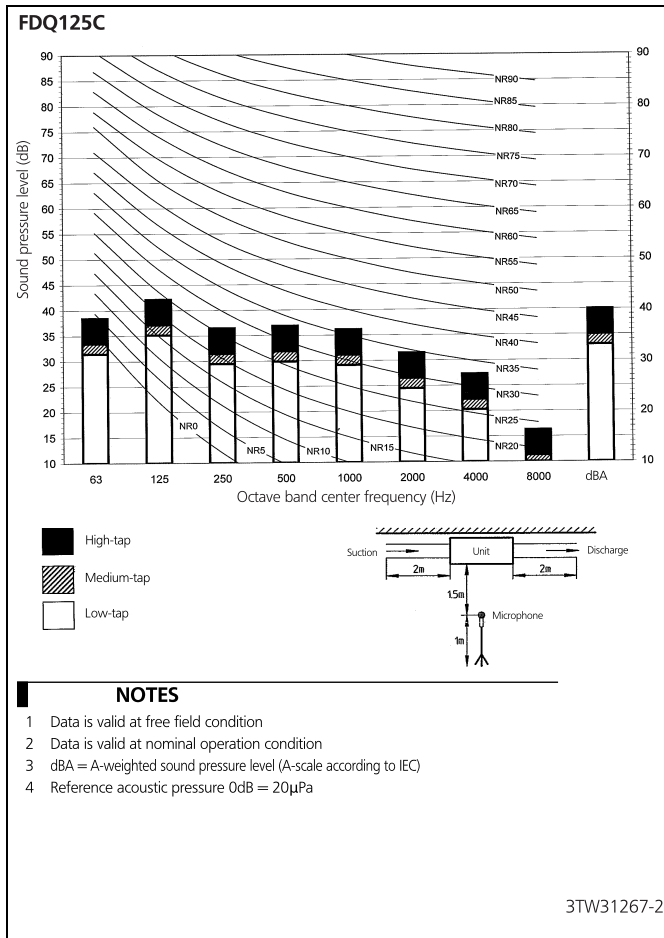 FDQ125C
Sound pressure level (dB)
90
85
80
75
70
65
60
55
50
45
40
35
30
25
20
15
10
90
80
70
60
50
40
30
20
10
NR90
NR85
NR80
NR75
NR70
NR65
NR60
NR55
NR50
NR45
NR40
NR35
NR30
NR25
NR20
NR0
NR5
NR10
NR15
63 125 250 500 1000 2000 4000 8000 dBA
Octave band center frequency (Hz)
High-tap
Medium-tap
Low-tap
Suction Unit Discharge
2m 2m
1.5m
Microphone
1m
NOTES
1 Data is valid at free field condition
2 Data is valid at nominal operation condition
3 dBA = A-weighted sound pressure level (A-scale according to IEC)
4 Reference acoustic pressure 0dB = 20µPa
3TW31267-2